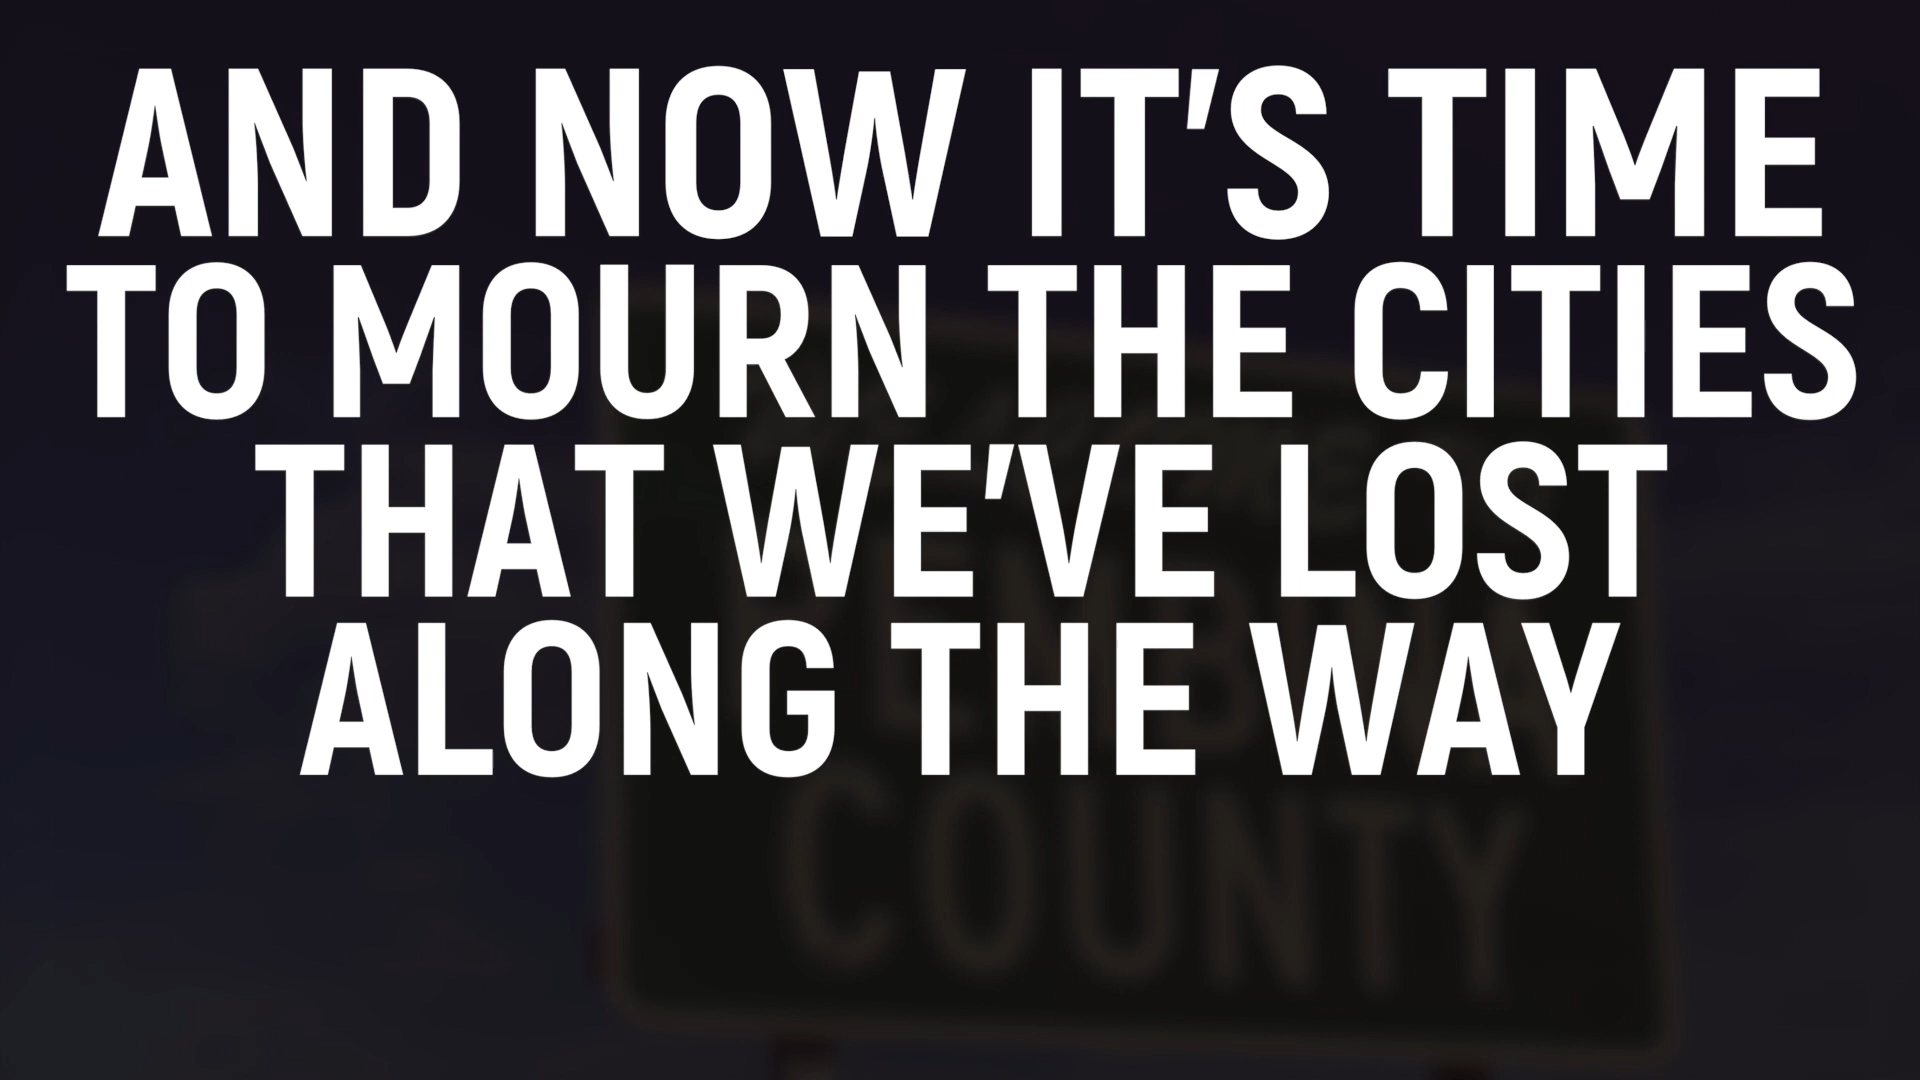 AND NOW IT'S TIME
TO MOURN THE CITIES
THAT WE'VE LOST
ALONG THE WAY
COUNTY